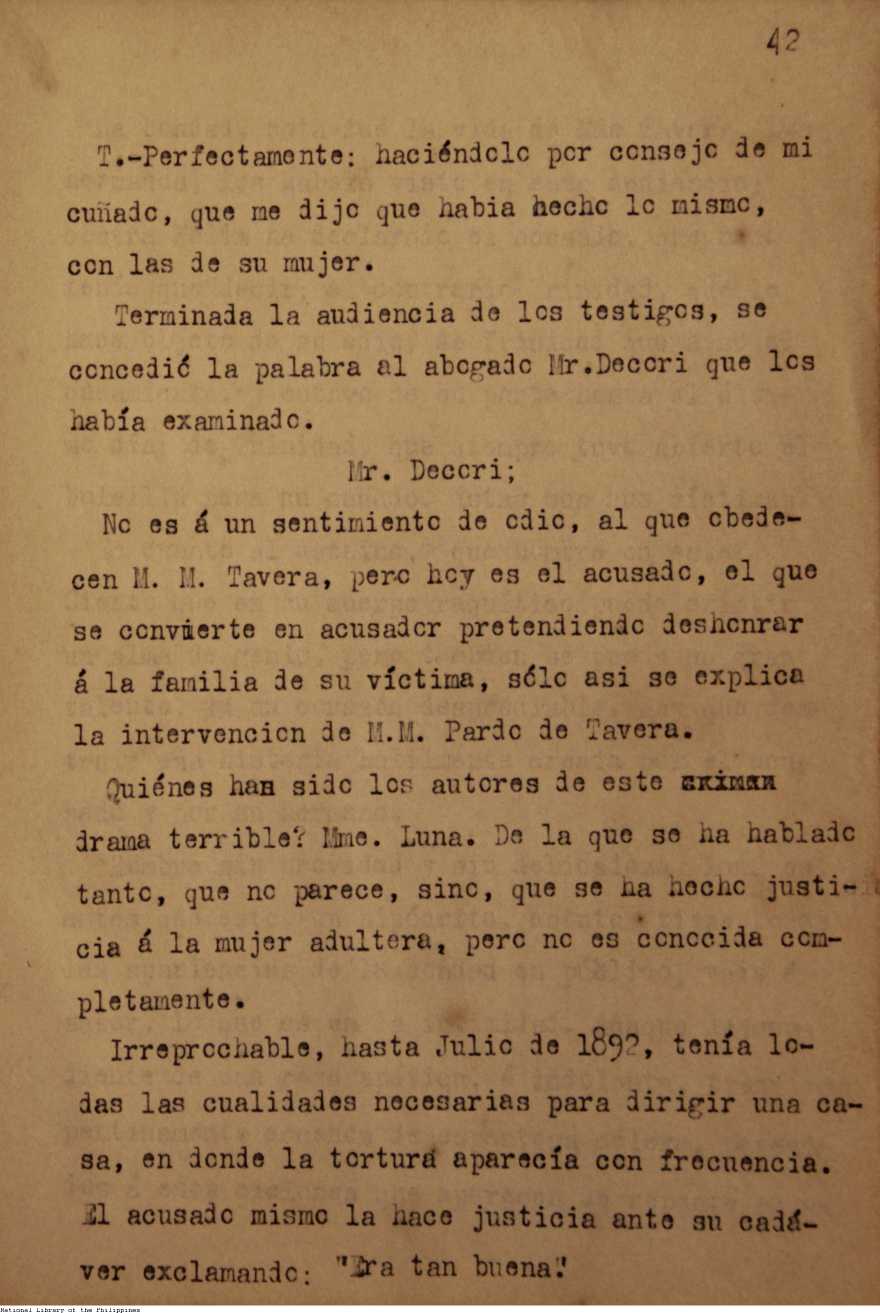 42
T.-Perfectamente: haciéndolo por consejo de mi
cuñado, que me dijo que habia hecho lo mismo,
con las de su mujer.
Terminada la audiencia de los testigos, se
concedió la palabra al abogado Mr.Decori que los
había examinado.
Mr. Decori;
No es á un sentimiento de odio, al que obede-
cen M. M. Tavera, pero hoy es el acusado, el que
se convierte en acusador pretendiendo deshonrar
á la familia de su víctima, sólo asi se explica
la intervencion de M.M. Pardo de Tavera.
Quiénes han sido los autores de este
drama terrible? Mme. Luna. De la que se ha hablado
tanto, que no parece, sino, que se ha hecho justi-
cia á la mujer adultera, pero no es conocida com-
pletamente.
Irreprochable, hasta Julio de 1892, tenía lo-
das las cualidades necesarias para dirigir una ca-
sa, en donde la tortura aparecía con frecuencia.
El acusado mismo la hace justicia ante su cadá-
ver exclamando: "Era tan buena!"
National Library of the Philippines